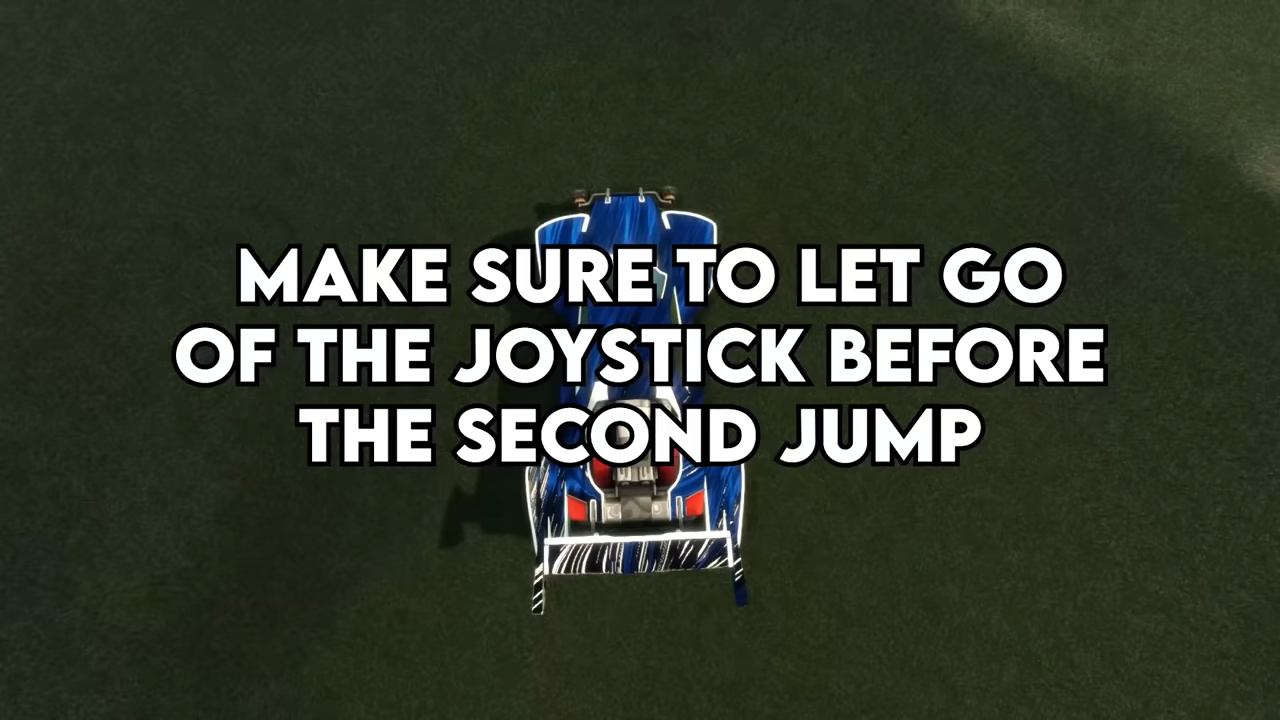 MAKE SURE TO LET GO
OF THE JOYSTICK BEFORE
THE SECOND JUMP